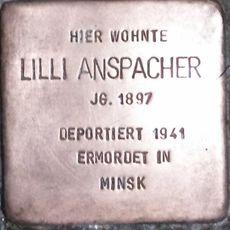 HIER WOHNTE
LILLI ANSPACHER
JG. 1897
DEPORTIERT 1941
ERMORDET IN
MINSK